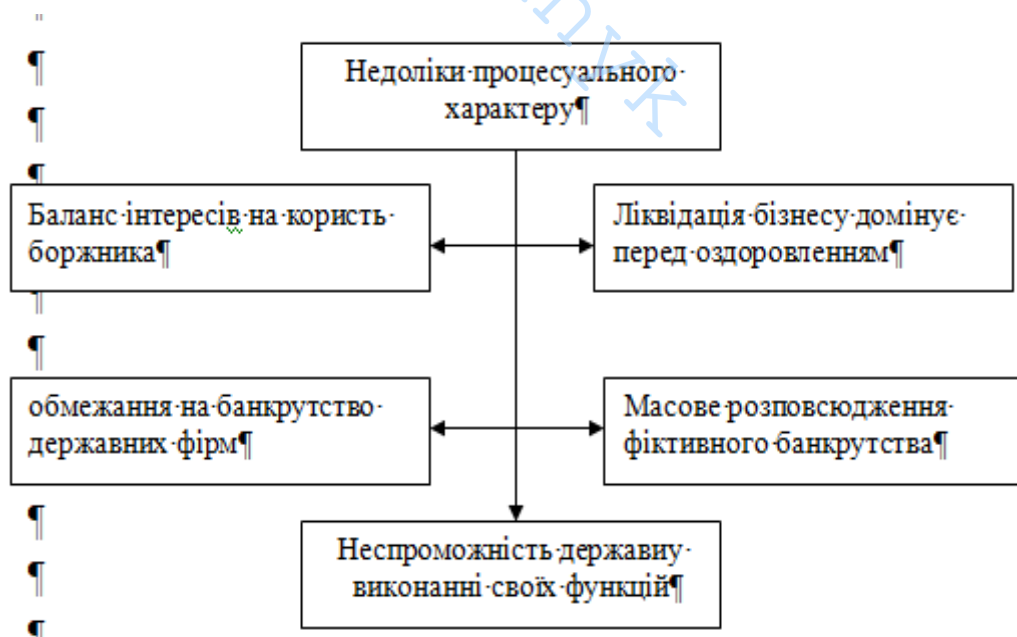 Недоліки·процесуального·
характеру¶
Баланс·інтересів·на·користь·
боржника¶
Ліквідація·бізнесу·домінує·
перед·оздоровленням¶
обмежання·на·банкрутство·
державних·фірм¶
Масове·розповсюдження·
фіктивного·банкрутства¶
Неспроможність·державиу·
виконанні·своїх·функцій¶